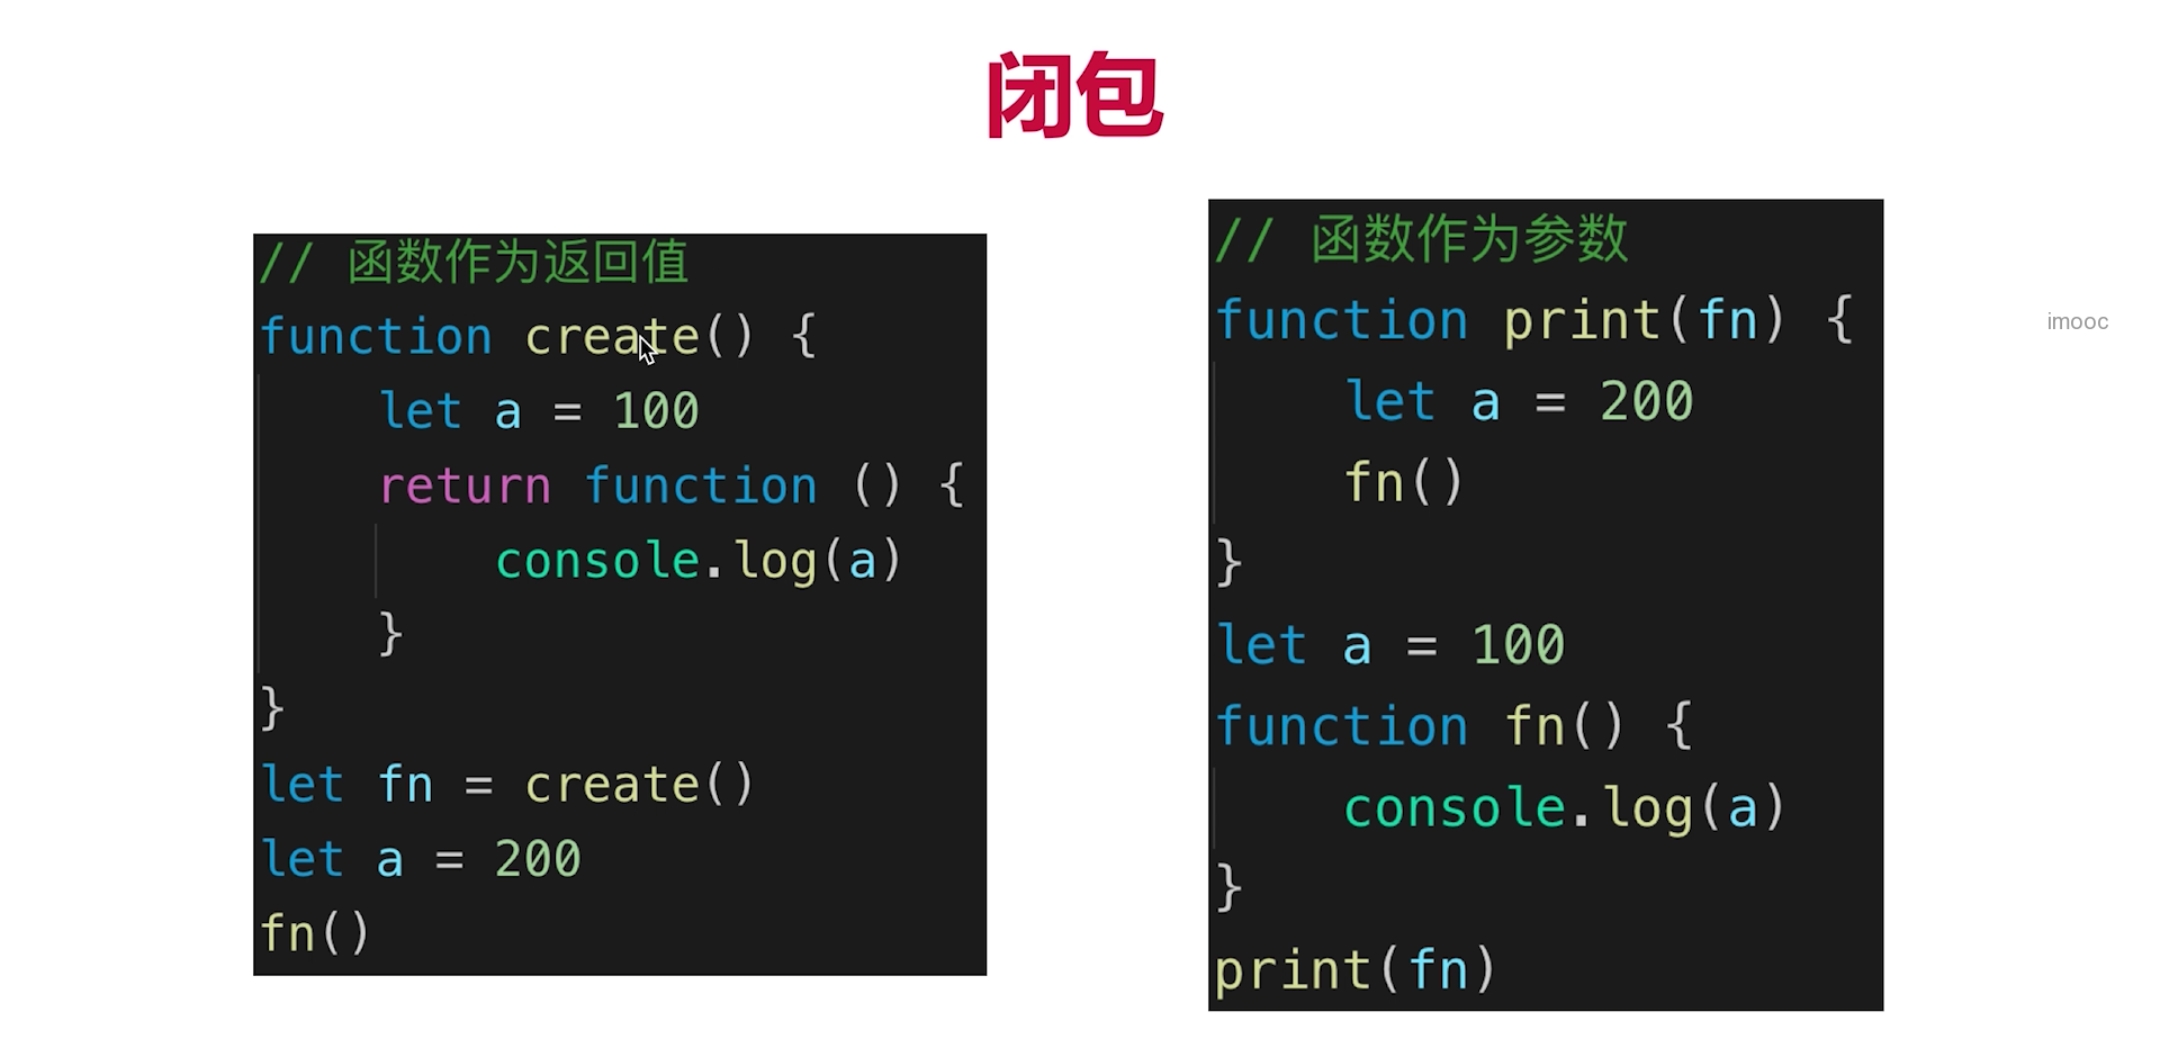 闭包
// 函数作为返回值
function create() {
    let a = 100
    return function () {
        console.log(a)
    }
}
let fn = create()
let a = 200
fn()
// 函数作为参数
function print(fn) {
    let a = 200
    fn()
}
let a = 100
function fn() {
    console.log(a)
}
print(fn)
imooc